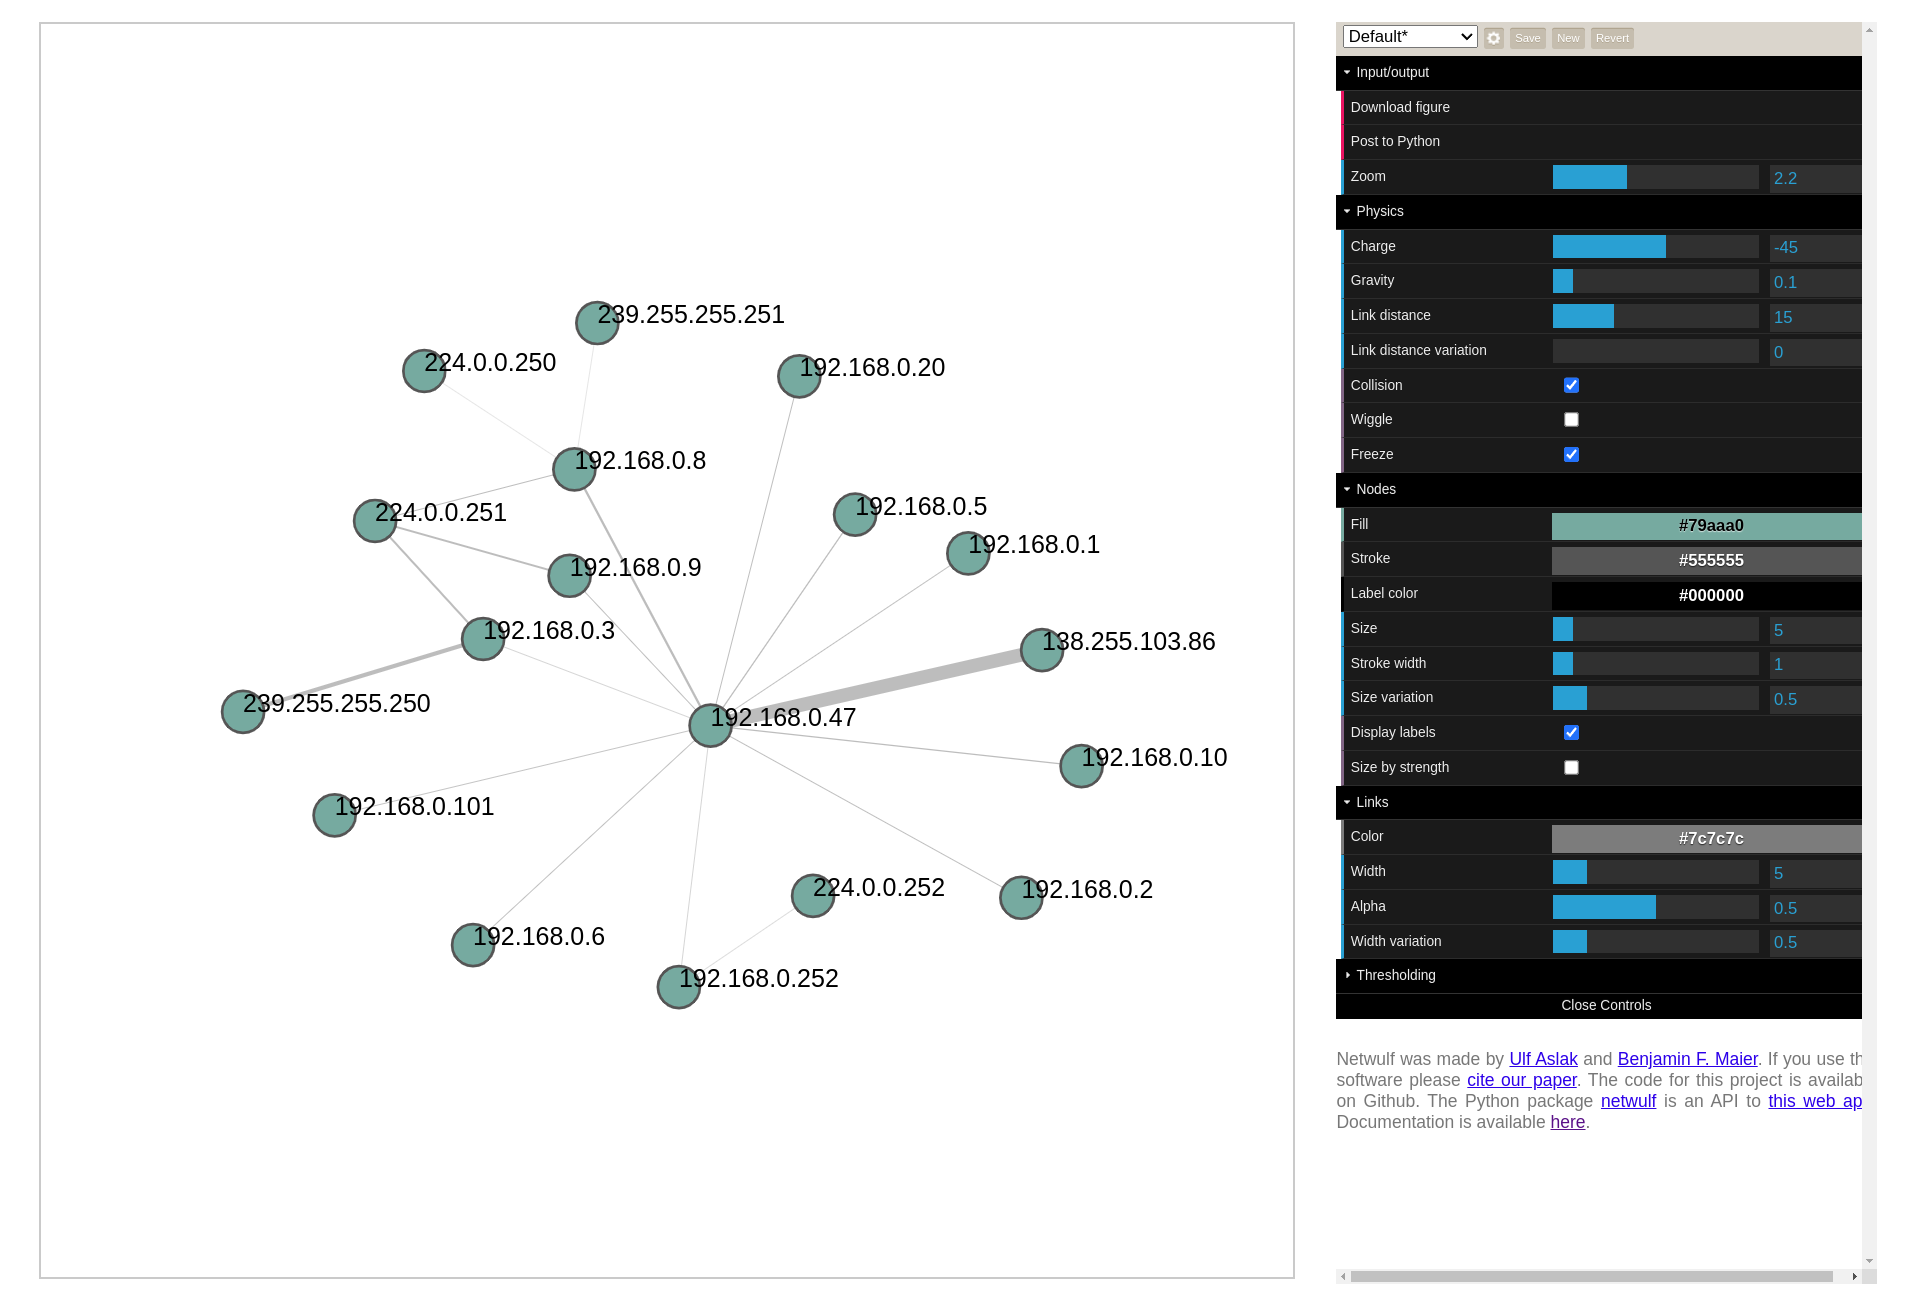 239.255.255.251
224.0.0.250
192.168.0.20
192.168.0.8
192.168.0.5
224.0.0.251
192.168.0.1
192.168.0.9
192.168.0.3
138.255.103.86
239.255.255.250
192.168.0.47
192.168.0.10
192.168.0.101
224.0.0.252
192.168.0.2
192.168.0.6
192.168.0.252
Default* Save New Revert
Input/output
Download figure
Post to Python
Zoom 2.2
Physics
Charge -45
Gravity 0.1
Link distance 15
Link distance variation 0
Collision
Wiggle
Freeze
Nodes
Fill #79aaa0
Stroke #555555
Label color #000000
Size 5
Stroke width 1
Size variation 0.5
Display labels
Size by strength
Links
Color #7c7c7c
Width 5
Alpha 0.5
Width variation 0.5
Thresholding
Close Controls
Netwulf was made by Ulf Aslak and Benjamin F. Maier. If you use th
software please cite our paper. The code for this project is availab
on Github. The Python package netwulf is an API to this web ap
Documentation is available here.